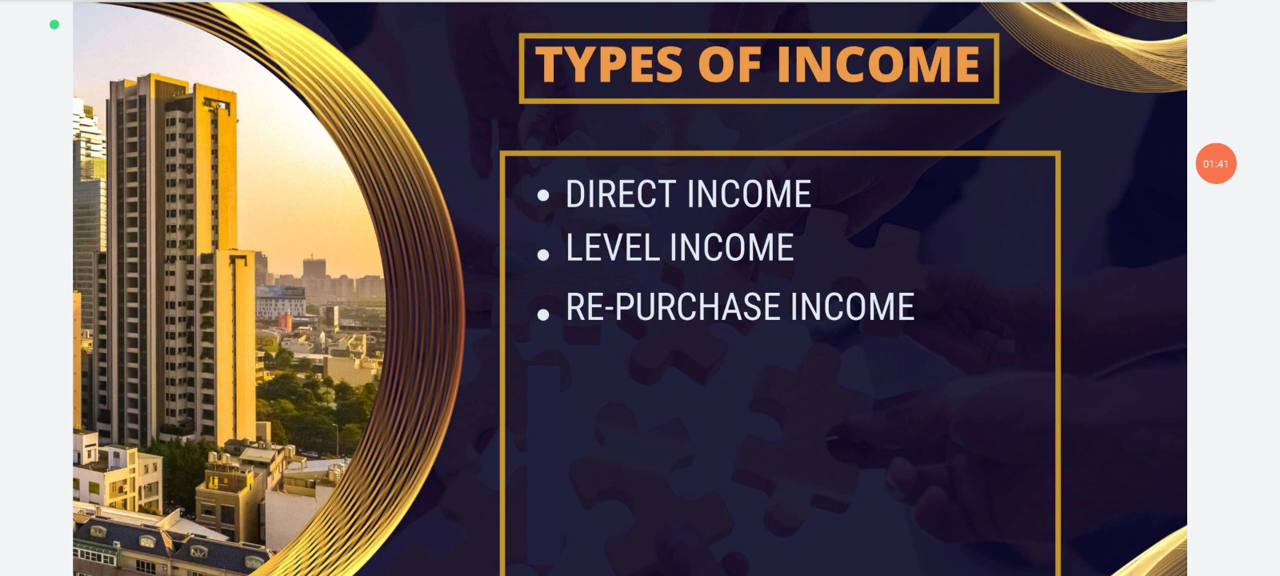 TYPES OF INCOME
DIRECT INCOME
01:41
LEVEL INCOME
RE-PURCHASE INCOME